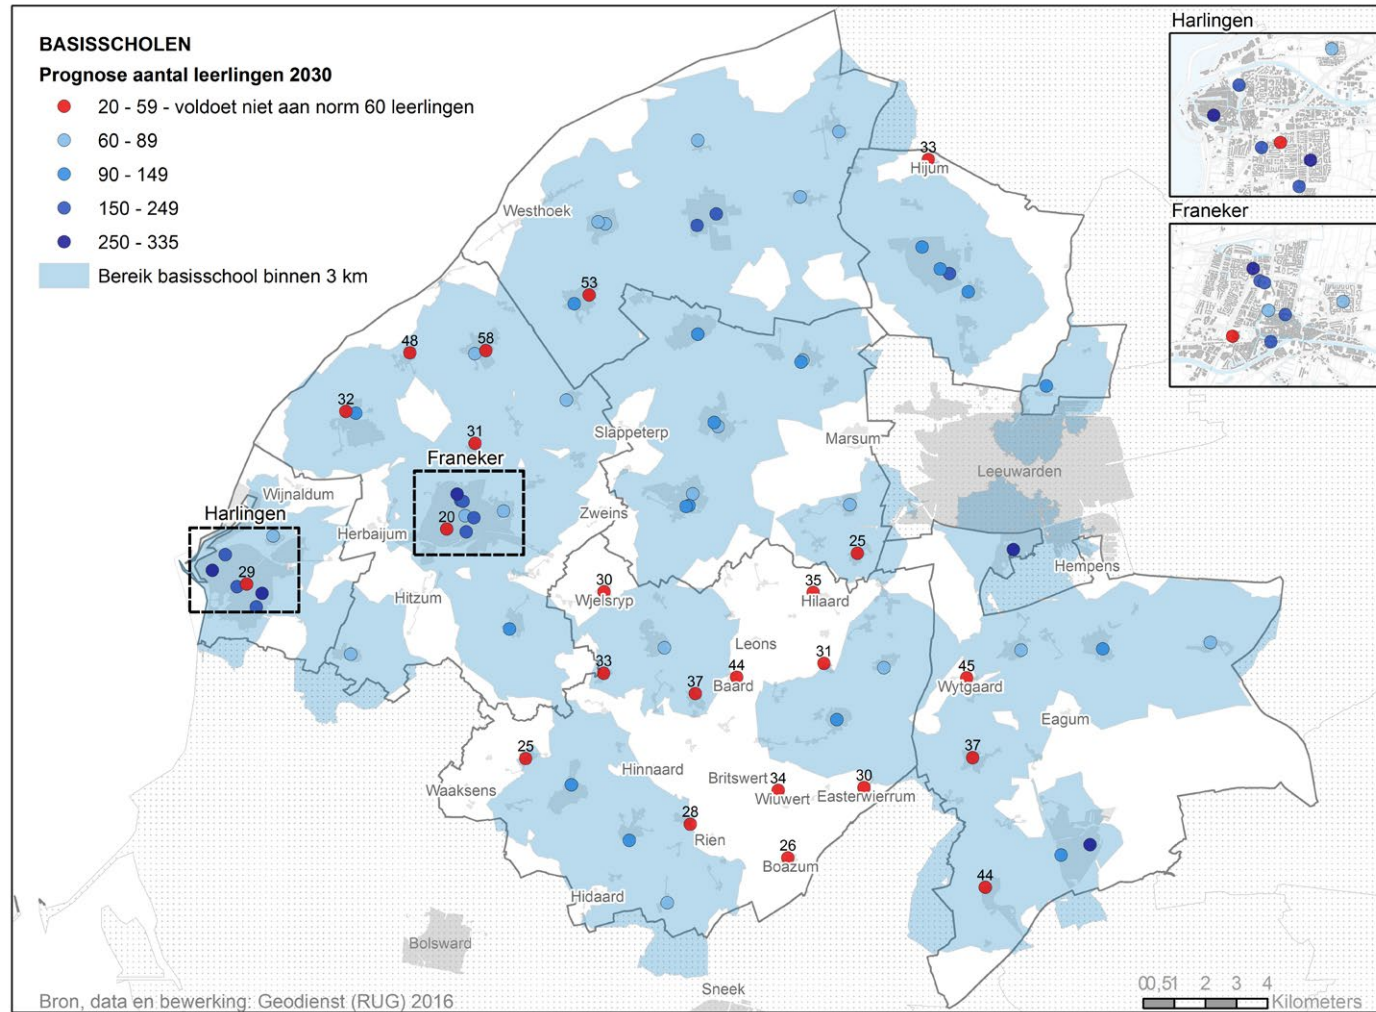 BASISSCHOLEN
Prognose aantal leerlingen 2030
20 - 59 - voldoet niet aan norm 60 leerlingen
60 - 89
90 - 149
150 - 249
250 - 335
Bereik basisschool binnen 3 km
Harlingen
Franeker
33
Hijum
Westhoek
53
48
58
32
31
Slappeterp
Marsum
Franeker
Leeuwarden
Wijnaldum
Harlingen
20
Zweins
Herbaijum
25
Hempens
29
30
Wjelsryp
35
Hilaard
Hitzum
Leons
33
37
44
Baard
31
45
Wytgaard
Eagum
25
37
Hinnaard
Waaksens
Britswert
34
Wiuwert
30
Easterwierrum
28
Rien
26
Boazum
44
Hidaard
Bolsward
Sneek
Bron, data en bewerking: Geodienst (RUG) 2016
00,51 2 3 4
Kilometers